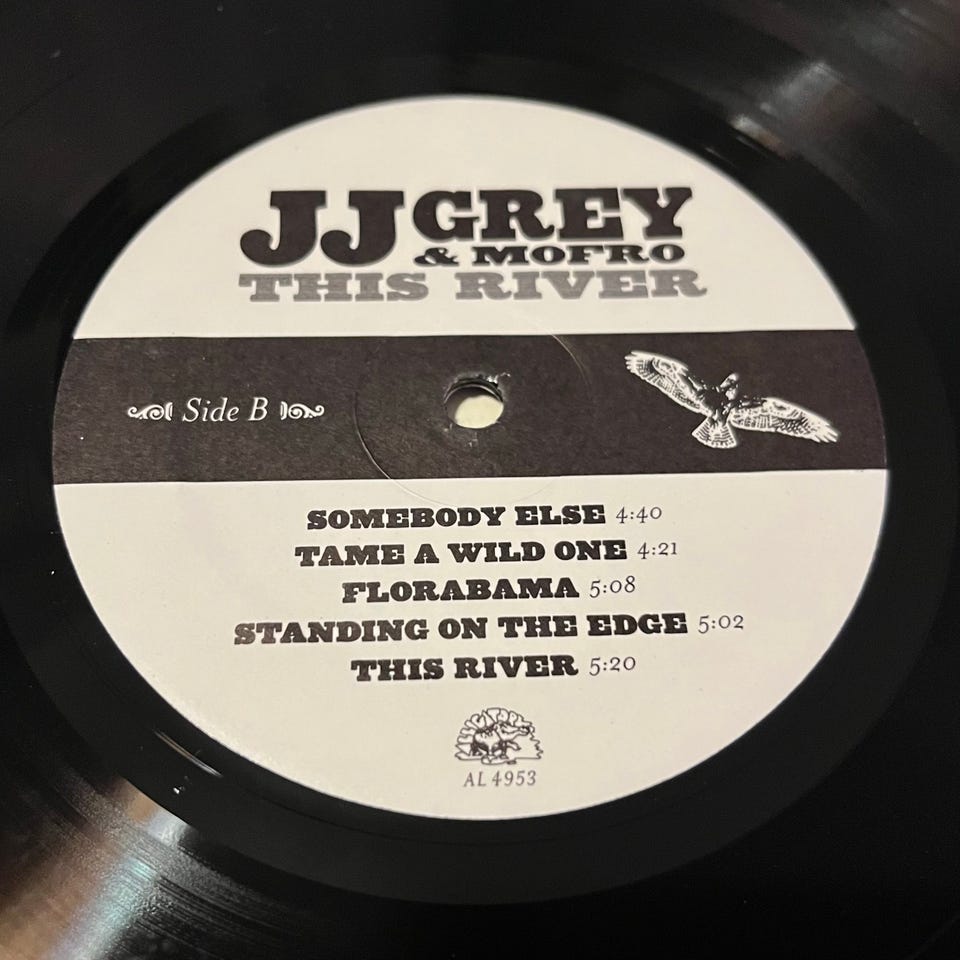 JJ GREY
& MOFRO
THIS RIVER
Side B
SOMEBODY ELSE 4:40
TAME A WILD ONE 4:21
FLORABAMA 5:08
STANDING ON THE EDGE 5:02
THIS RIVER 5:20
ALLIGATOR
AL 4953